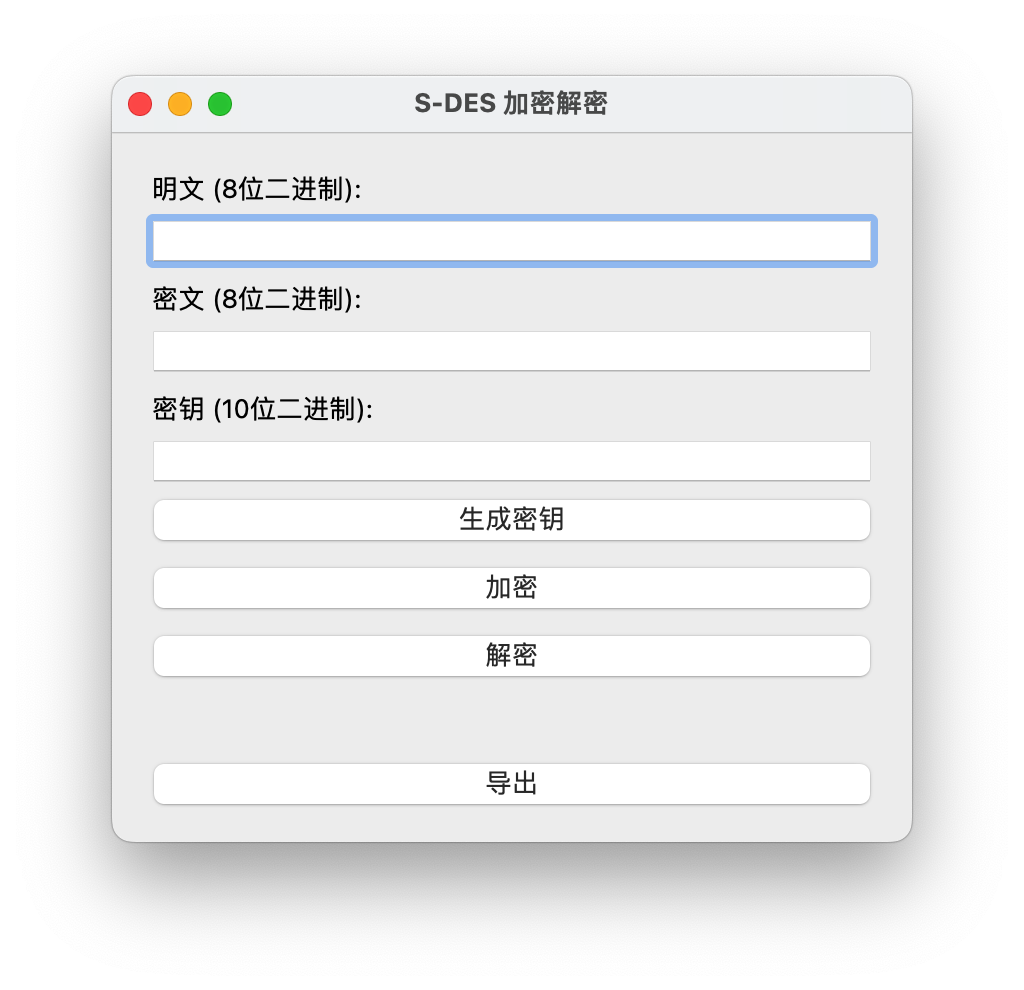 S-DES 加密解密
明文 (8位二进制):
密文 (8位二进制):
密钥 (10位二进制):
生成密钥
加密
解密
导出